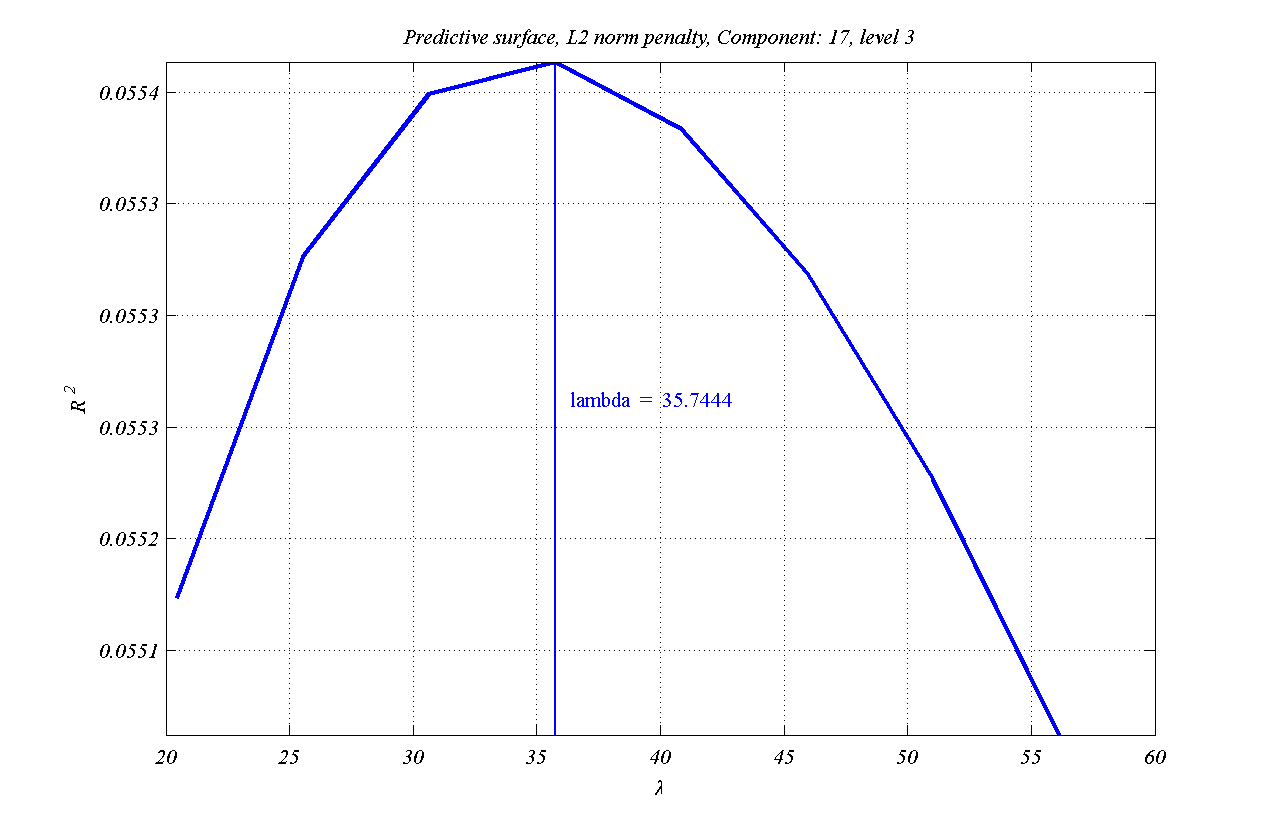 Predictive surface, L2 norm penalty, Component: 17, level 3
0.0554
0.0553
0.0553
0.0553
0.0552
0.0551
R 2
lambda = 35.7444
20 25 30 35 40 45 50 55 60
λ